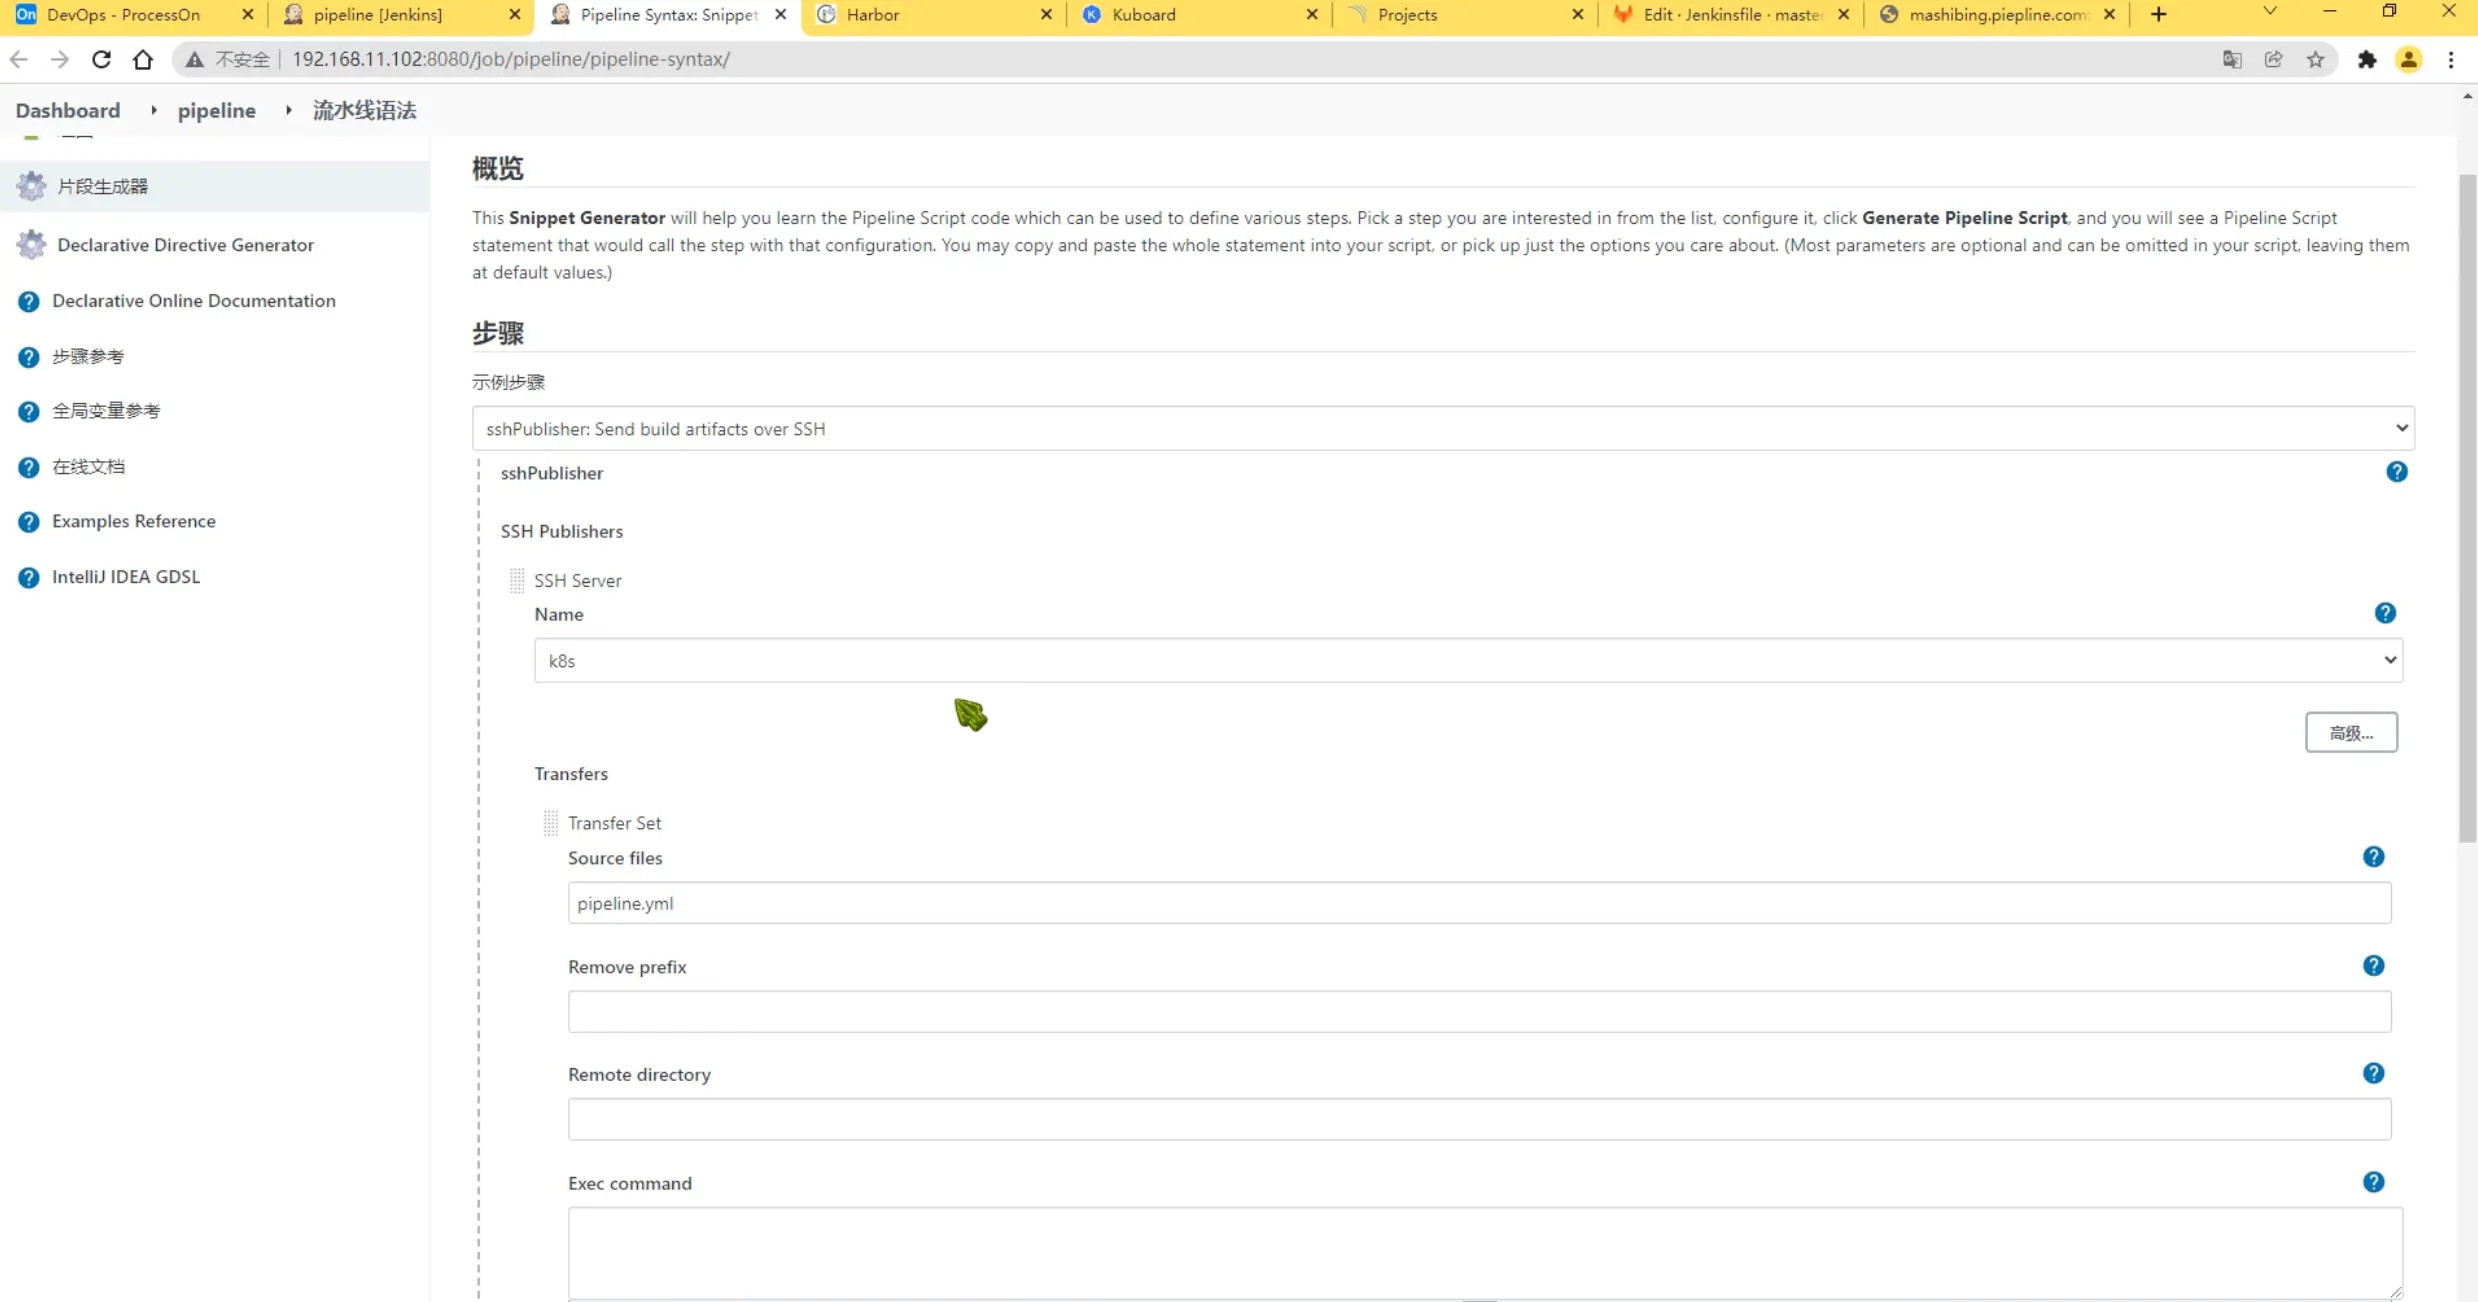 DevOps - ProcessOn
pipeline [Jenkins]
Pipeline Syntax: Snippet
Harbor
Kuboard
Projects
Edit · Jenkinsfile · master
mashibing.piepline.com:
不安全
192.168.11.102:8080/job/pipeline/pipeline-syntax/
Dashboard
pipeline
流水线语法
片段生成器
Declarative Directive Generator
Declarative Online Documentation
步骤参考
全局变量参考
在线文档
Examples Reference
IntelliJ IDEA GDSL
概览
This Snippet Generator will help you learn the Pipeline Script code which can be used to define various steps. Pick a step you are interested in from the list, configure it, click Generate Pipeline Script, and you will see a Pipeline Script
statement that would call the step with that configuration. You may copy and paste the whole statement into your script, or pick up just the options you care about. (Most parameters are optional and can be omitted in your script, leaving them
at default values.)
步骤
示例步骤
sshPublisher: Send build artifacts over SSH
sshPublisher
SSH Publishers
SSH Server
Name
k8s
高级...
Transfers
Transfer Set
Source files
pipeline.yml
Remove prefix
Remote directory
Exec command